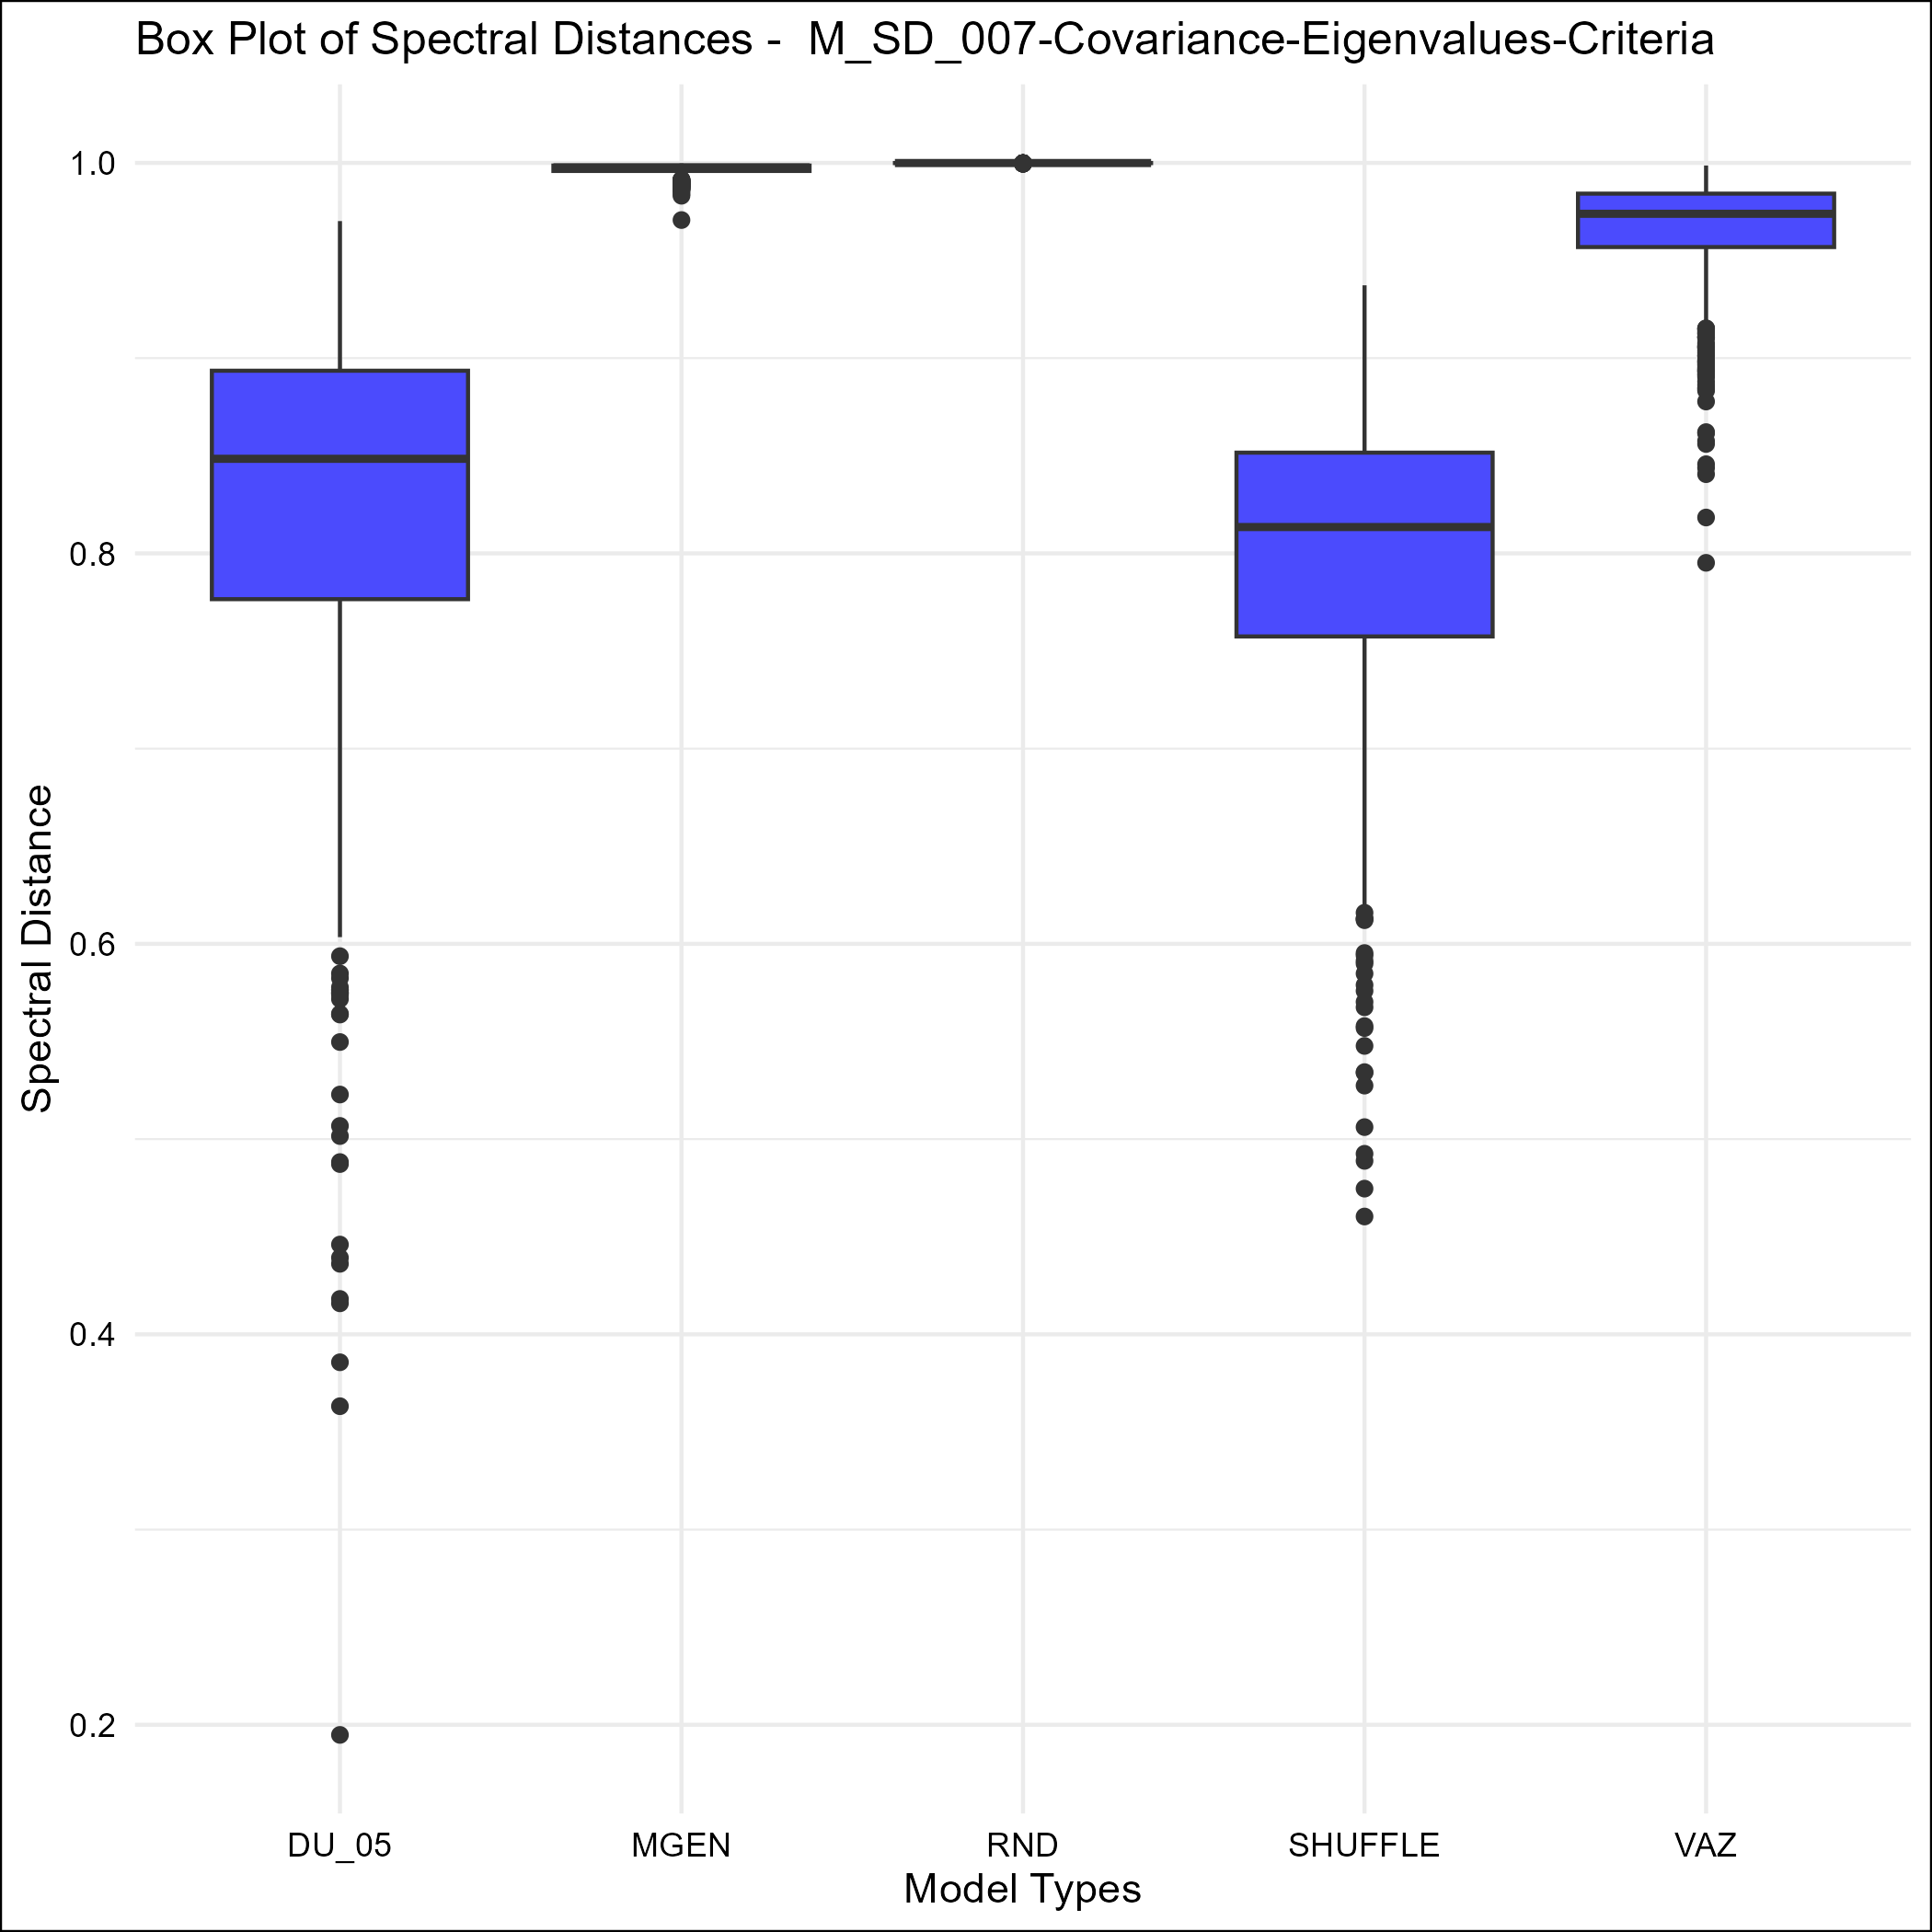 Box Plot of Spectral Distances -  M_SD_007-Covariance-Eigenvalues-Criteria
Spectral Distance
1.0
0.8
0.6
0.4
0.2
DU_05
MGEN
RND
SHUFFLE
VAZ
Model Types